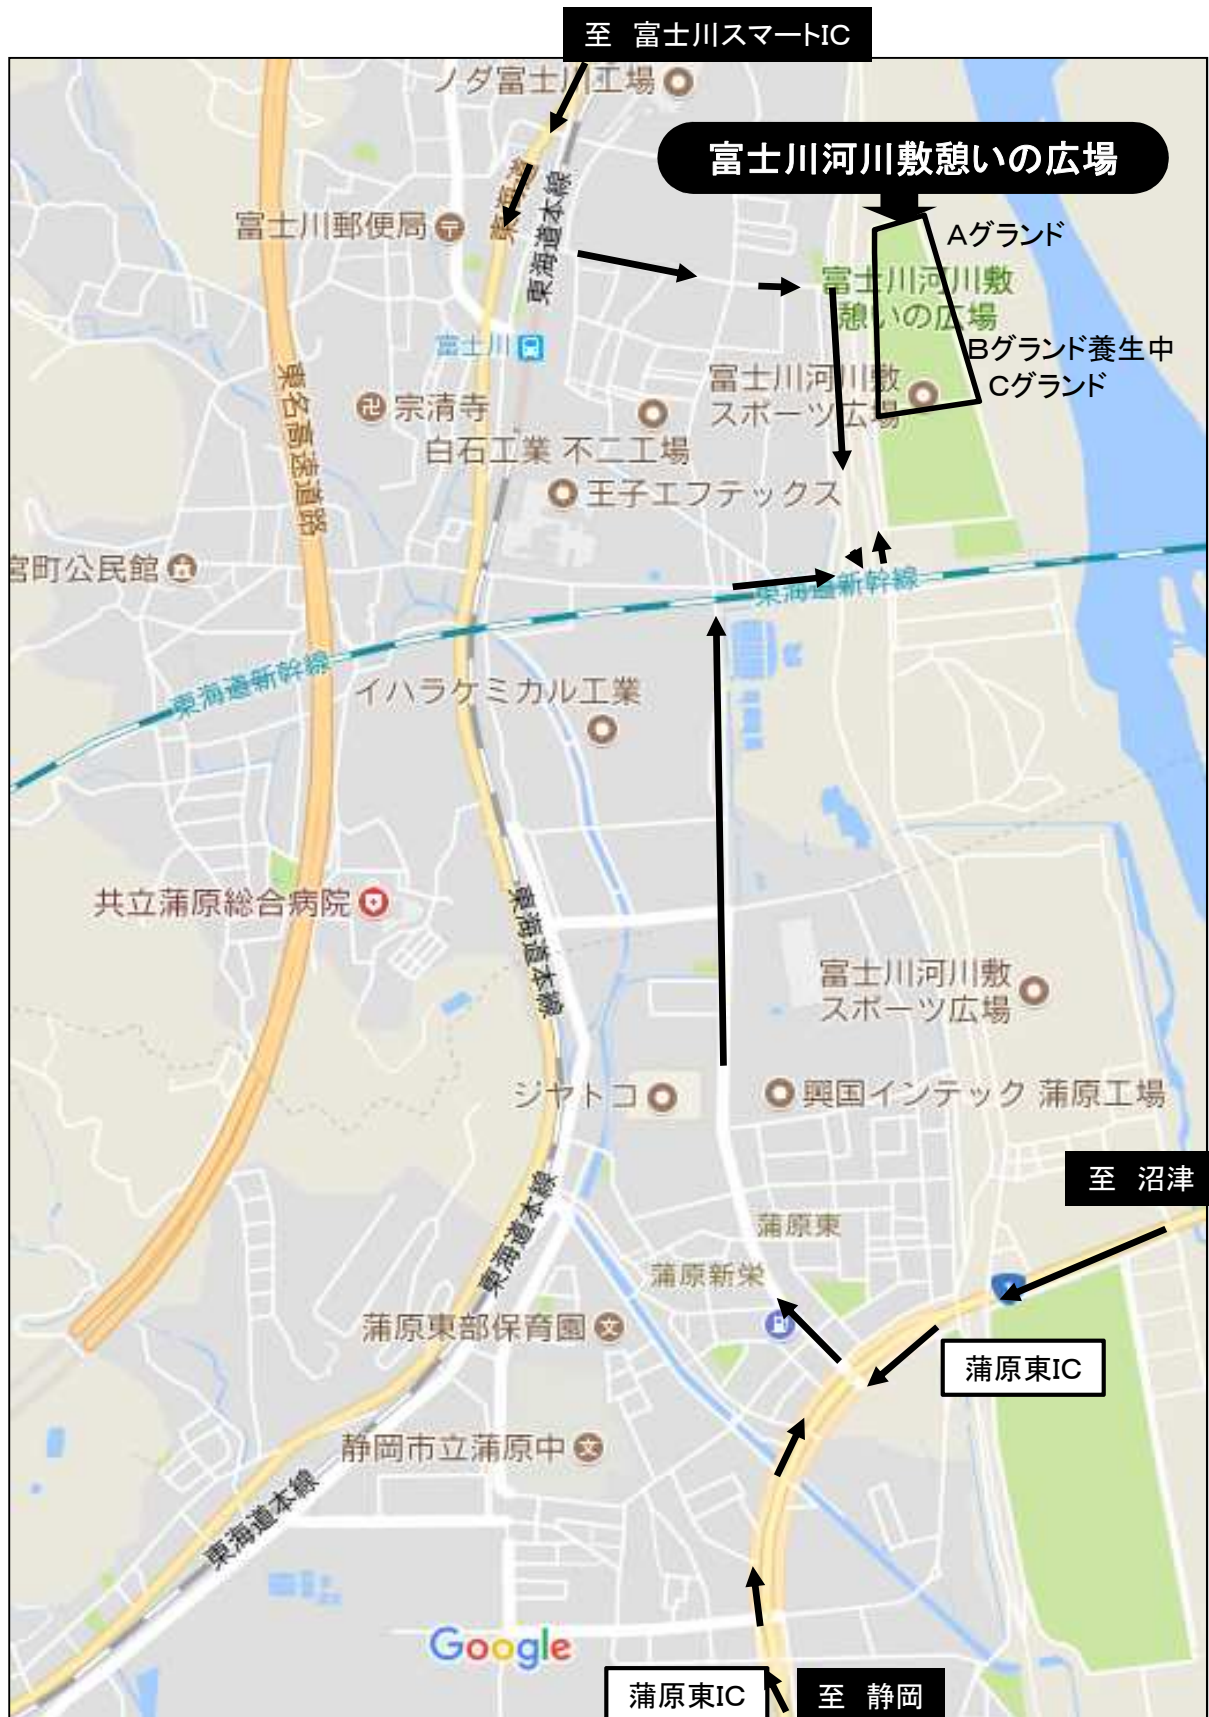 至 富士川スマートIC
ノダ富士川工場
富士川河川敷憩いの広場
東海道
東海道本線
富士川郵便局
Aグランド
富士川河川敷
憩いの広場
富士川
Bグランド養生中
富士川河川敷
Cグランド
スポーツ広場
東名高速道路
宗清寺
白石工業 不二工場
王子エフテックス
宮町公民館
東海道新幹線
東海道新幹線
イハラケミカル工業
共立蒲原総合病院
東海道本線
富士川河川敷
スポーツ広場
ジヤトコ
興国インテック 蒲原工場
至 沼津
東海道本線
蒲原東
蒲原新栄
蒲原東部保育園
蒲原東IC
静岡市立蒲原中
東海道本線
Google
蒲原東IC
至 静岡